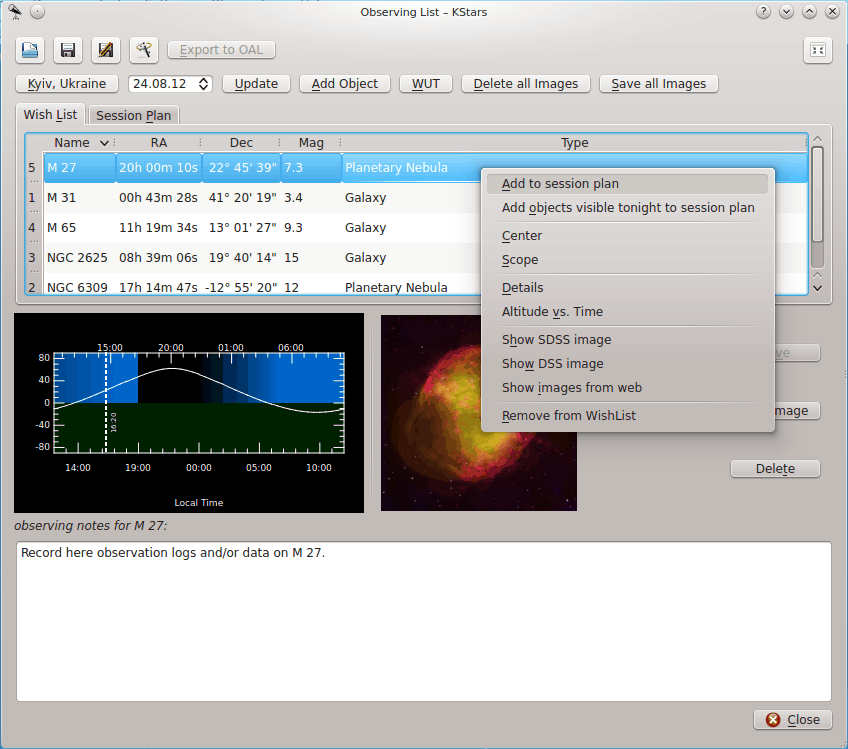 Observing List – KStars
Export to OAL
Kyiv, Ukraine 24.08.12 Update Add Object WUT Delete all Images Save all Images
Wish List Session Plan
Name RA Dec Mag Type
5 M 27 20h 00m 10s 22° 45' 39" 7.3 Planetary Nebula
1 M 31 00h 43m 28s 41° 20' 19" 3.4 Galaxy
4 M 65 11h 19m 34s 13° 01' 27" 9.3 Galaxy
3 NGC 2625 08h 39m 06s 19° 40' 14" 15 Galaxy
2 NGC 6309 17h 14m 47s -12° 55' 20" 12 Planetary Nebula
Add to session plan
Add objects visible tonight to session plan
Center
Scope
Details
Altitude vs. Time
Show SDSS image
Show DSS image
Show images from web
Remove from WishList
15:00 20:00 01:00 06:00
80
40
0
-40
-80
16:20
14:00 19:00 00:00 05:00 10:00
Local Time
Delete
observing notes for M 27:
Record here observation logs and/or data on M 27.
Close